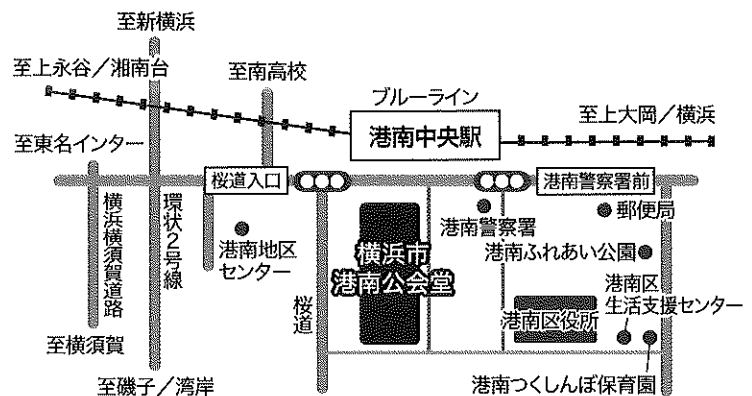 至新横浜
至上永谷／湘南台
至南高校
ブルーライン
港南中央駅
至上大岡／横浜
至東名インター
桜道入口
港南警察署前
横浜横須賀道路
環状2号線
港南地区
センター
桜道
横浜市
港南公会堂
港南警察署
郵便局
港南ふれあい公園
港南区
生活支援センター
港南区役所
至横須賀
至磯子／湾岸
港南つくしんぼ保育園